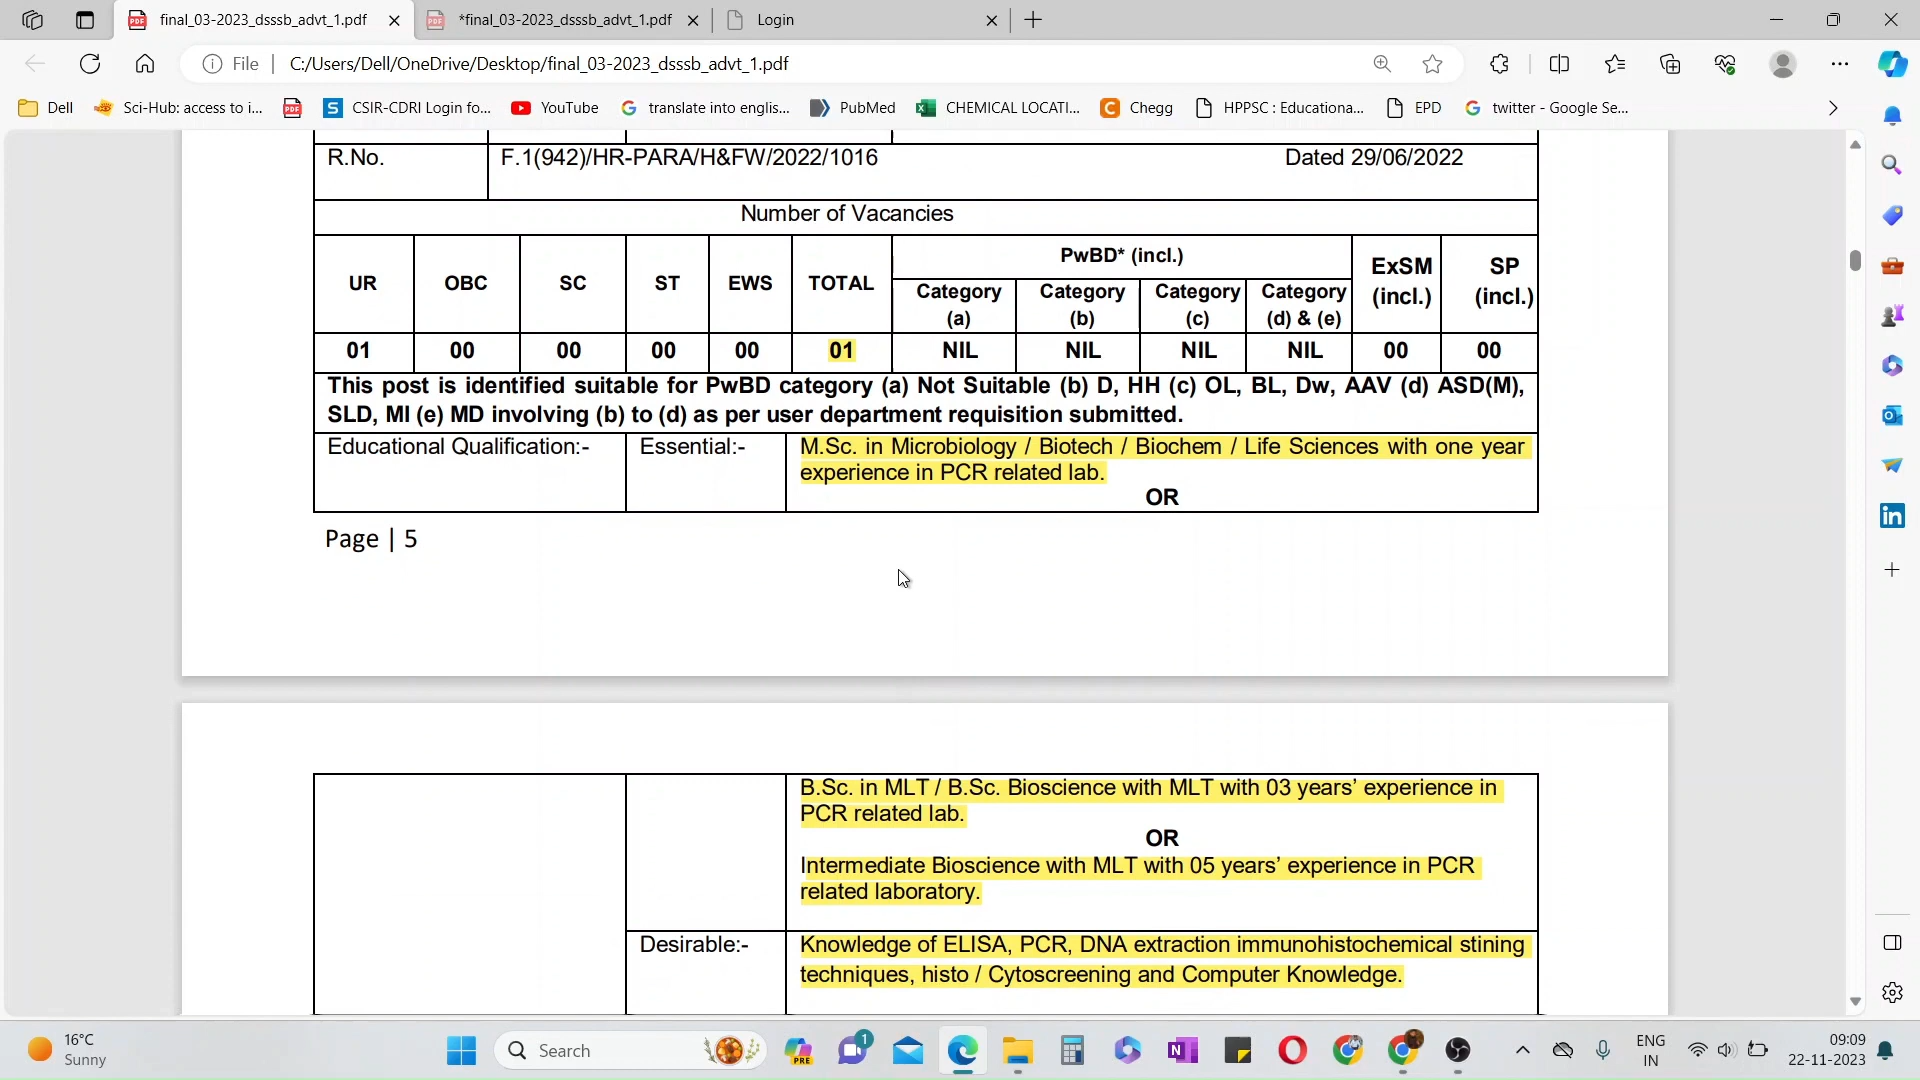 final_03-2023_dsssb_advt_1.pdf
*final_03-2023_dsssb_advt_1.pdf
Login
File
C:/Users/Dell/OneDrive/Desktop/final_03-2023_dsssb_advt_1.pdf
Dell
Sci-Hub: access to i...
CSIR-CDRI Login fo...
YouTube
translate into englis...
PubMed
CHEMICAL LOCATI...
Chegg
HPPSC : Educationa...
EPD
twitter - Google Se...
R.No.
F.1(942)/HR-PARA/H&FW/2022/1016
Dated 29/06/2022
Number of Vacancies
UR
OBC
SC
ST
EWS
TOTAL
PwBD* (incl.)
Category
(a)
Category
(b)
Category
(c)
Category
(d) & (e)
ExSM
(incl.)
SP
(incl.)
01
00
00
00
00
01
NIL
NIL
NIL
NIL
00
00
This post is identified suitable for PwBD category (a) Not Suitable (b) D, HH (c) OL, BL, Dw, AAV (d) ASD(M),
SLD, MI (e) MD involving (b) to (d) as per user department requisition submitted.
Educational Qualification:-
Essential:-
M.Sc. in Microbiology / Biotech / Biochem / Life Sciences with one year
experience in PCR related lab.
OR
Page | 5
B.Sc. in MLT / B.Sc. Bioscience with MLT with 03 years’ experience in
PCR related lab.
OR
Intermediate Bioscience with MLT with 05 years’ experience in PCR
related laboratory.
Desirable:-
Knowledge of ELISA, PCR, DNA extraction immunohistochemical stining
techniques, histo / Cytoscreening and Computer Knowledge.
16°C
Sunny
Search
PRE
1
ENG
IN
09:09
22-11-2023